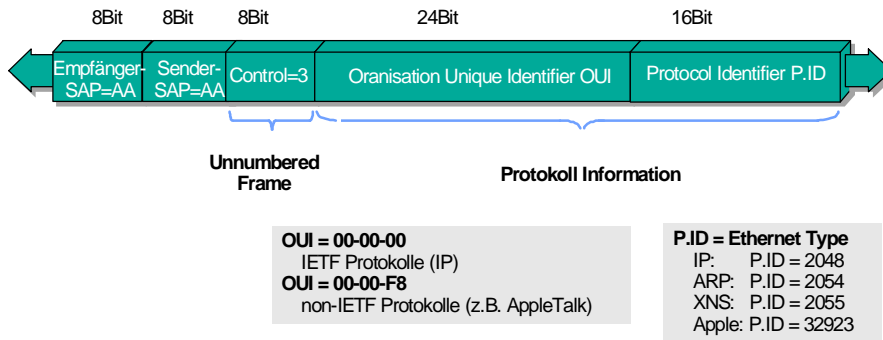 8Bit 8Bit 8Bit 24Bit 16Bit
Empfänger-
SAP=AA
Sender-
SAP=AA
Control=3
Oranisation Unique Identifier OUI
Protocol Identifier P.ID
Unnumbered
Frame
Protokoll Information
OUI = 00-00-00
IETF Protokolle (IP)
OUI = 00-00-F8
non-IETF Protokolle (z.B. AppleTalk)
P.ID = Ethernet Type
IP: P.ID = 2048
ARP: P.ID = 2054
XNS: P.ID = 2055
Apple: P.ID = 32923